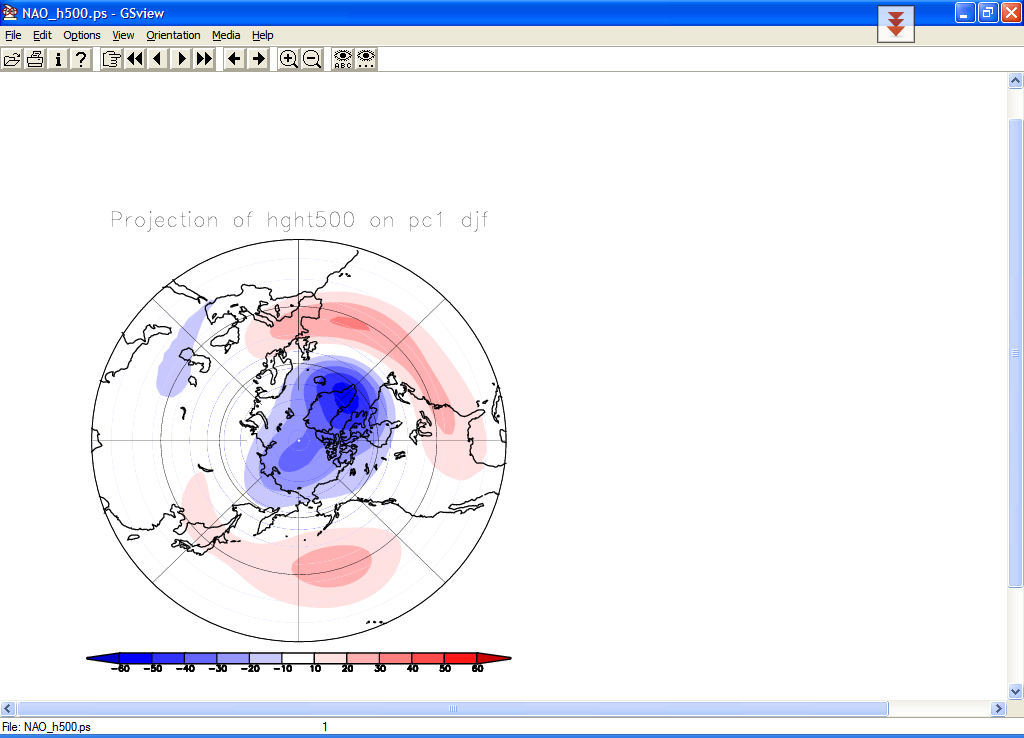 NAO_h500.ps - GSview
File Edit Options View Orientation Media Help
i ? ABC
Projection of hght500 on pc1 djf
-60 -50 -40 -30 -20 -10 10 20 30 40 50 60
File: NAO_h500.ps 1